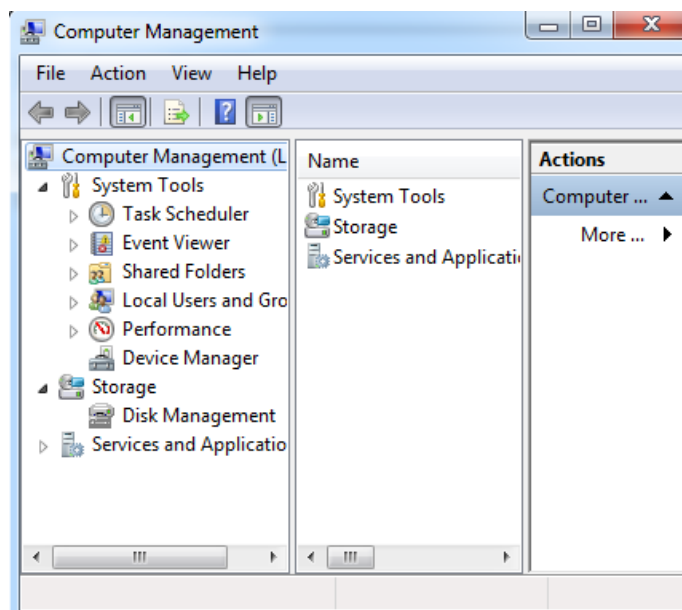 Computer Management
File Action View Help
Computer Management (L
System Tools
Task Scheduler
Event Viewer
Shared Folders
Local Users and Gro
Performance
Device Manager
Storage
Disk Management
Services and Applicatio
Name
System Tools
Storage
Services and Applicati
Actions
Computer ...
More ...